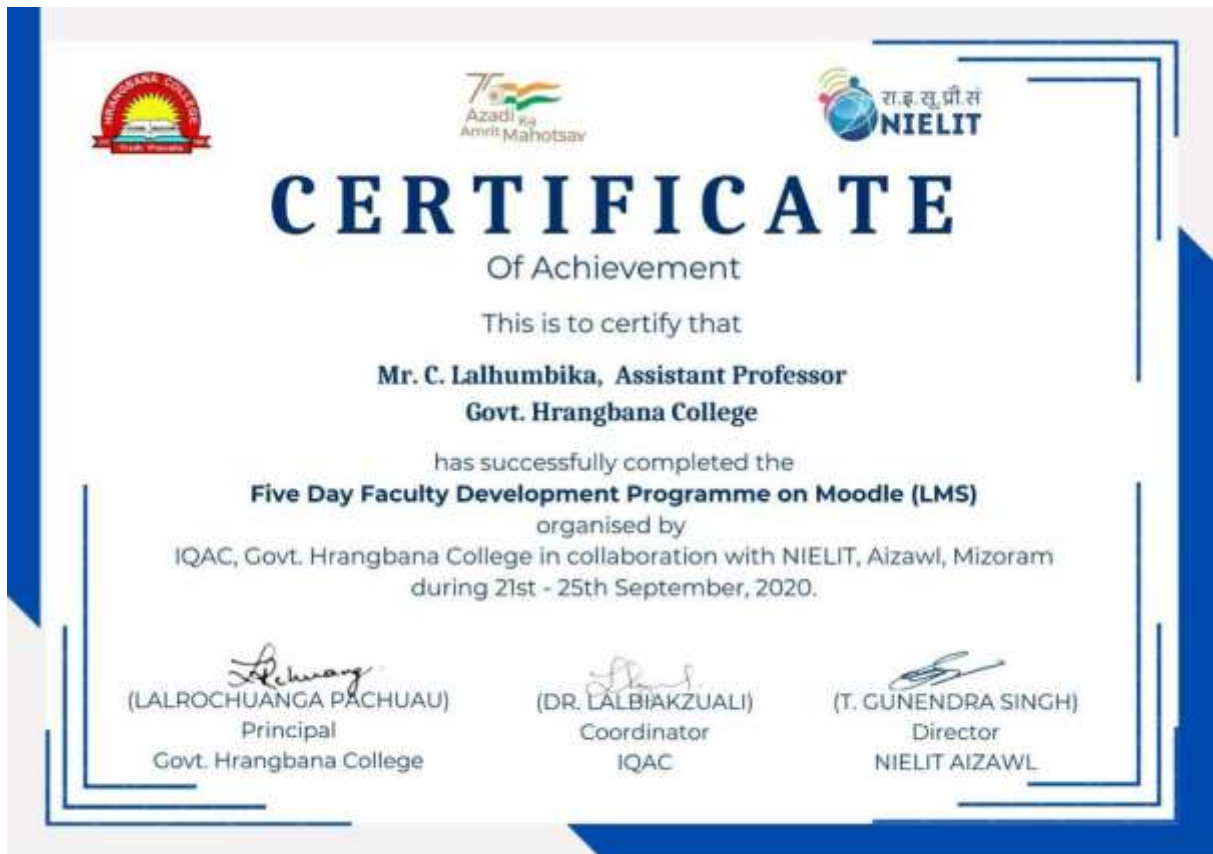 HRANGBANA COLLEGE
75
Azadi Ka
Amrit Mahotsav
रा.इ.सू.प्रौ.सं
NIELIT
CERTIFICATE
Of Achievement
This is to certify that
Mr. C. Lalhumbika, Assistant Professor
Govt. Hrangbana College
has successfully completed the
Five Day Faculty Development Programme on Moodle (LMS)
organised by
IQAC, Govt. Hrangbana College in collaboration with NIELIT, Aizawl, Mizoram
during 21st - 25th September, 2020.
(LALROCHUANGA PACHUAU) (DR. LALBIAKZUALI) (T. GUNENDRA SINGH)
Principal Coordinator Director
Govt. Hrangbana College IQAC NIELIT AIZAWL